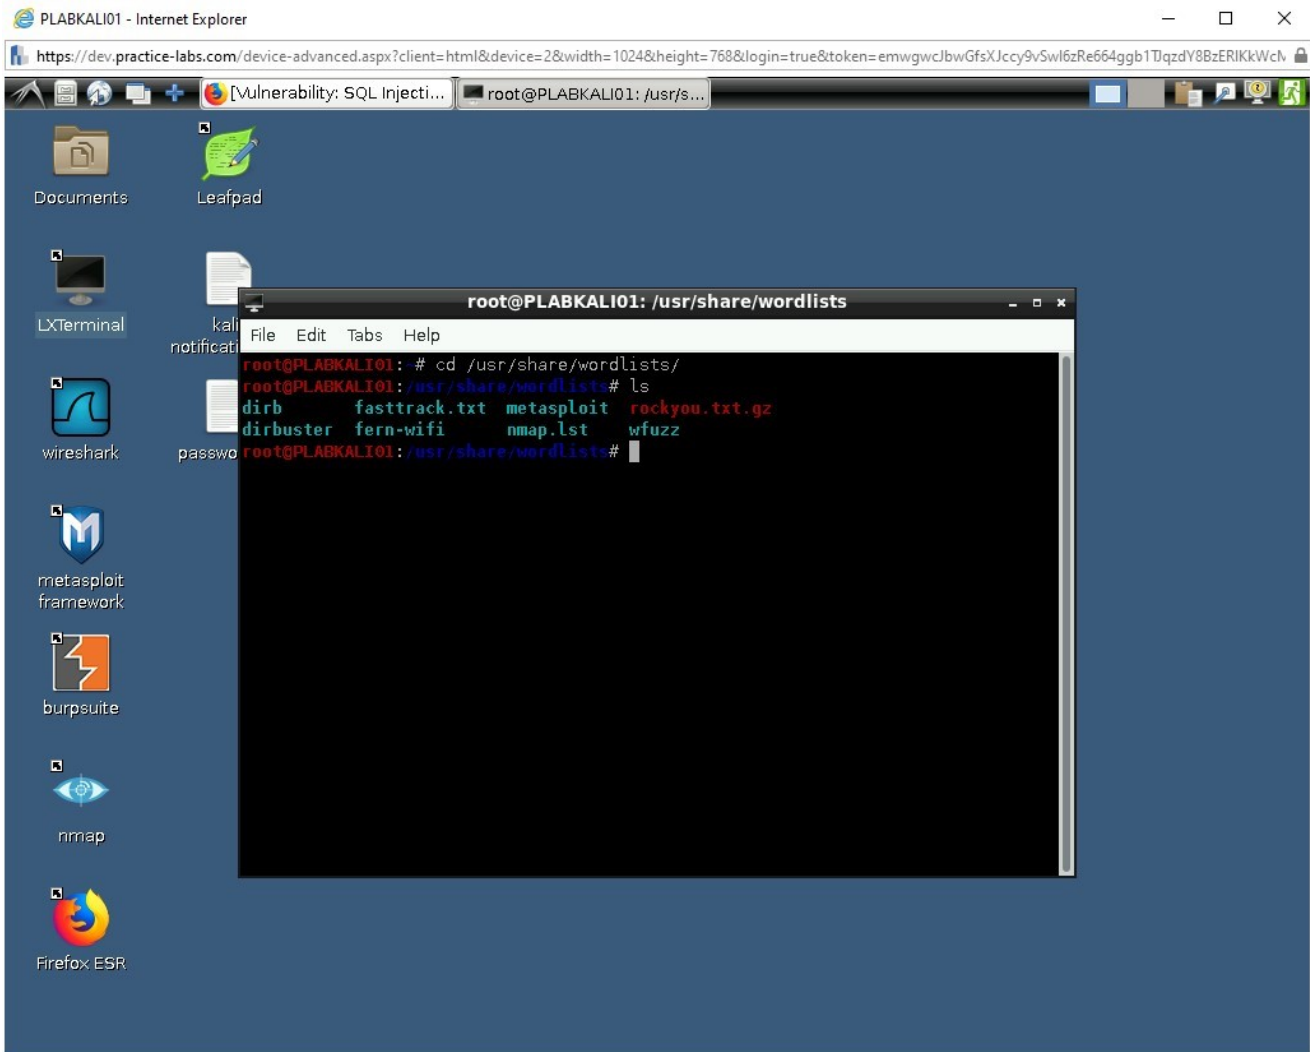 PLABKALI01 - Internet Explorer
https://dev.practice-labs.com/device-advanced.aspx?client=html&device=2&width=1024&height=768&login=true&token=
[Vulnerability: SQL Injecti...
root@PLABKALI01: /usr/s...
Documents
Leafpad
LXTerminal
kali
notificati
wireshark
passwo
metasploit
framework
burpsuite
nmap
Firefox ESR
root@PLABKALI01: /usr/share/wordlists
File Edit Tabs Help
root@PLABKALI01:~# cd /usr/share/wordlists/
root@PLABKALI01:/usr/share/wordlists# ls
dirb fasttrack.txt metasploit rockyou.txt.gz
dirbuster fern-wifi nmap.lst wfuzz
root@PLABKALI01:/usr/share/wordlists#